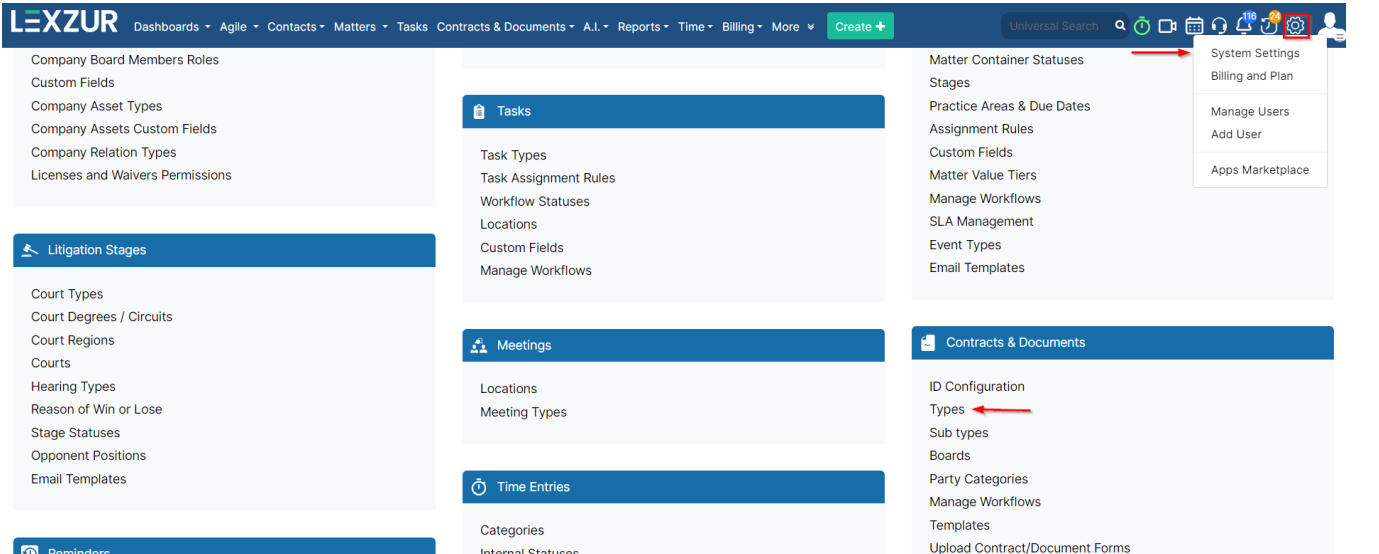 LEXZUR Dashboards Agile Contacts Matters Tasks Contracts & Documents A.I. Reports Time Billing More Create + Universal Search 116 24
System Settings
Billing and Plan
Manage Users
Add User
Apps Marketplace
Company Board Members Roles
Custom Fields
Company Asset Types
Company Assets Custom Fields
Company Relation Types
Licenses and Waivers Permissions
Litigation Stages
Court Types
Court Degrees / Circuits
Court Regions
Courts
Hearing Types
Reason of Win or Lose
Stage Statuses
Opponent Positions
Email Templates
Reminders
Tasks
Task Types
Task Assignment Rules
Workflow Statuses
Locations
Custom Fields
Manage Workflows
Meetings
Locations
Meeting Types
Time Entries
Categories
Internal Statuses
Matter Container Statuses
Stages
Practice Areas & Due Dates
Assignment Rules
Custom Fields
Matter Value Tiers
Manage Workflows
SLA Management
Event Types
Email Templates
Contracts & Documents
ID Configuration
Types
Sub types
Boards
Party Categories
Manage Workflows
Templates
Upload Contract/Document Forms